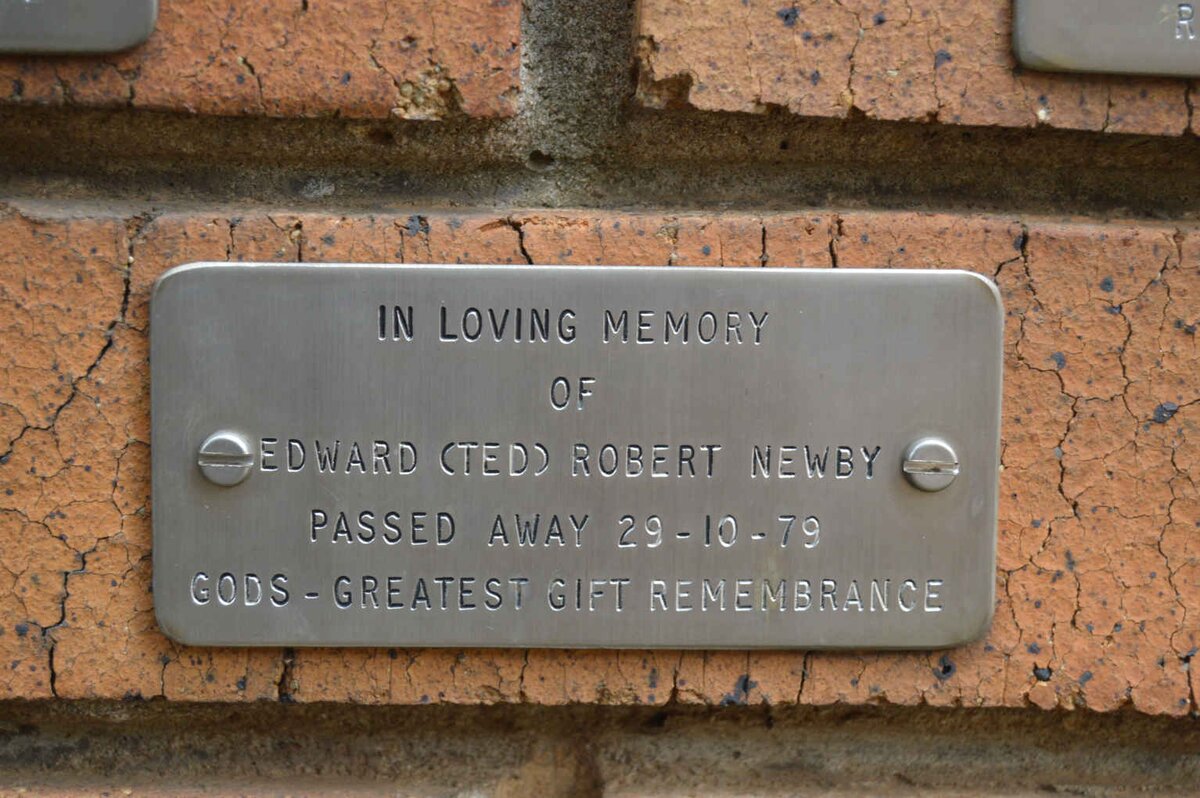 R
IN LOVING MEMORY
OF
EDWARD (TED) ROBERT NEWBY
PASSED AWAY 29-10-79
GODS-GREATEST GIFT REMEMBRANCE